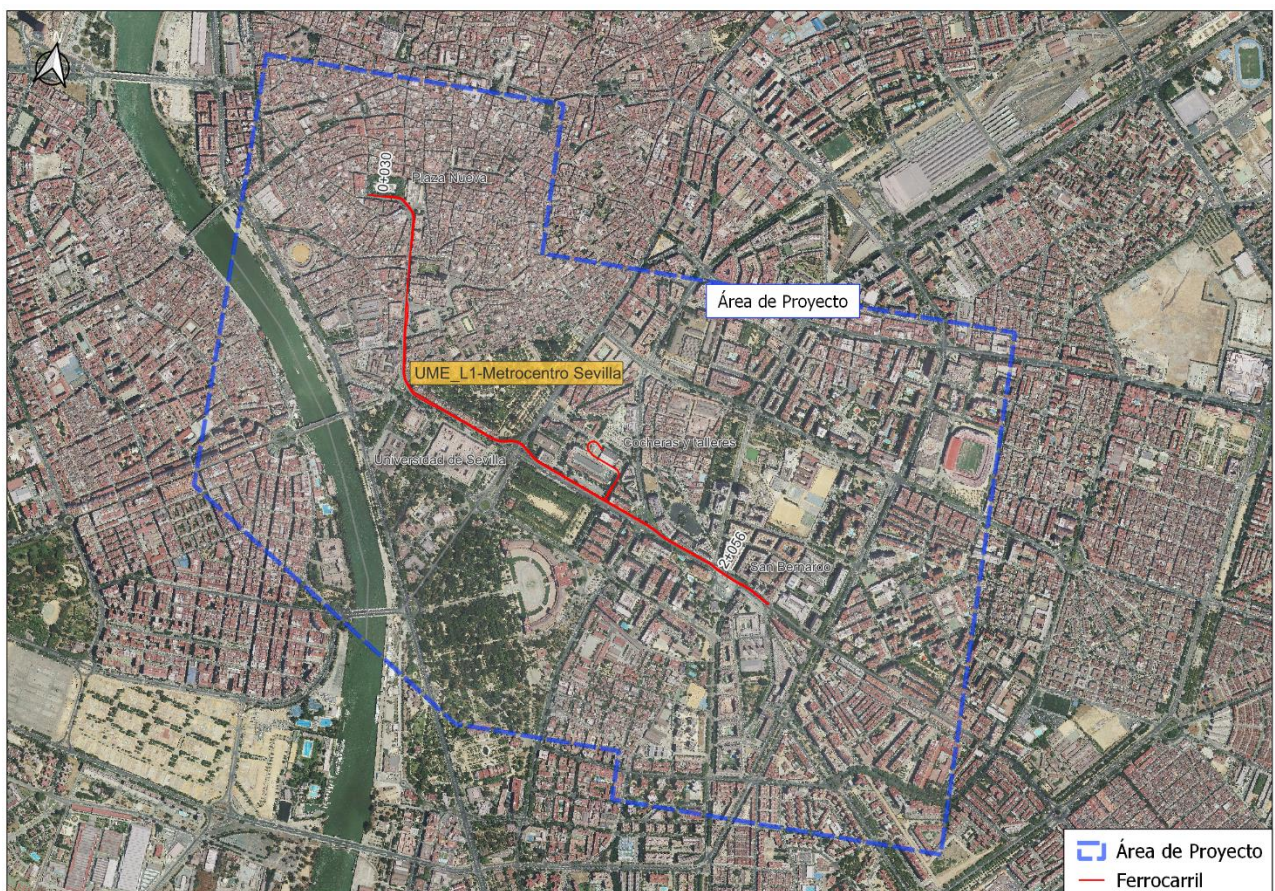 0+030
Plaza Nueva
Área de Proyecto
UME_L1-Metrocentro Sevilla
Cocheras y talleres
Universidad de Sevilla
2+056
San Bernardo
Área de Proyecto
Ferrocarril